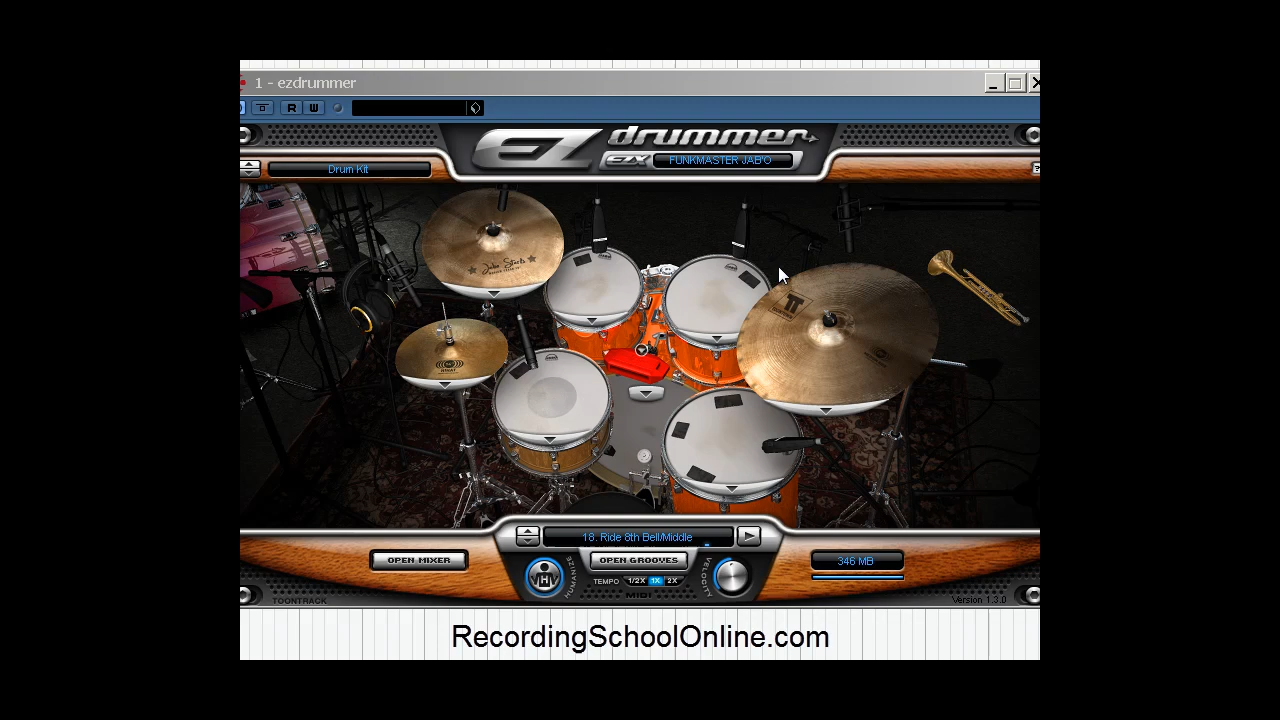 1 - ezdrummer
R W
EZ drummer
EZX FUNKMASTER JAB'O
Drum Kit
18. Ride 8th Bell/Middle
OPEN MIXER
OPEN GROOVES
346 MB
HUMANIZE
TEMPO 1/2X 1X 2X
VELOCITY
MIDI
TOONTRACK
Version 1.3.0
RecordingSchoolOnline.com